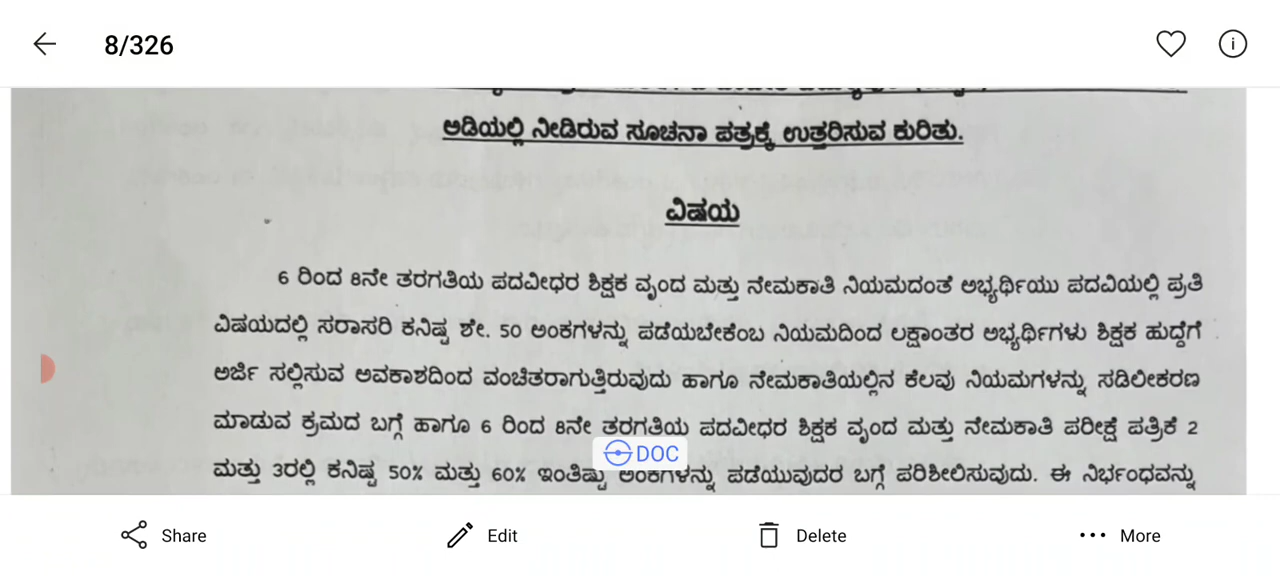 8/326
ಅಡಿಯಲ್ಲಿ ನೀಡಿರುವ ಸೂಚನಾ ಪತ್ರಕ್ಕೆ ಉತ್ತರಿಸುವ ಕುರಿತು.
ವಿಷಯ
6 ರಿಂದ 8ನೇ ತರಗತಿಯ ಪದವೀಧರ ಶಿಕ್ಷಕ ವೃಂದ ಮತ್ತು ನೇಮಕಾತಿ ನಿಯಮದಂತೆ ಅಭ್ಯರ್ಥಿಯು ಪದವಿಯಲ್ಲಿ ಪ್ರತಿ
ವಿಷಯದಲ್ಲಿ ಸರಾಸರಿ ಕನಿಷ್ಟ ಶೇ. 50 ಅಂಕಗಳನ್ನು ಪಡೆಯಬೇಕೆಂಬ ನಿಯಮದಿಂದ ಲಕ್ಷಾಂತರ ಅಭ್ಯರ್ಥಿಗಳು ಶಿಕ್ಷಕ ಹುದ್ದೆಗೆ
ಅರ್ಜಿ ಸಲ್ಲಿಸುವ ಅವಕಾಶದಿಂದ ವಂಚಿತರಾಗುತ್ತಿರುವುದು ಹಾಗೂ ನೇಮಕಾತಿಯಲ್ಲಿನ ಕೆಲವು ನಿಯಮಗಳನ್ನು ಸಡಿಲೀಕರಣ
ಮಾಡುವ ಕ್ರಮದ ಬಗ್ಗೆ ಹಾಗೂ 6 ರಿಂದ 8ನೇ ತರಗತಿಯ ಪದವೀಧರ ಶಿಕ್ಷಕ ವೃಂದ ಮತ್ತು ನೇಮಕಾತಿ ಪರೀಕ್ಷೆ ಪತ್ರಿಕೆ 2
DOC
ಮತ್ತು 3ರಲ್ಲಿ ಕನಿಷ್ಟ 50% ಮತ್ತು 60% ಇಂತಿಷ್ಟು ಅಂಕಗಳನ್ನು ಪಡೆಯುವುದರ ಬಗ್ಗೆ ಪರಿಶೀಲಿಸುವುದು. ಈ ನಿರ್ಭಂಧವನ್ನು
Share Edit Delete More